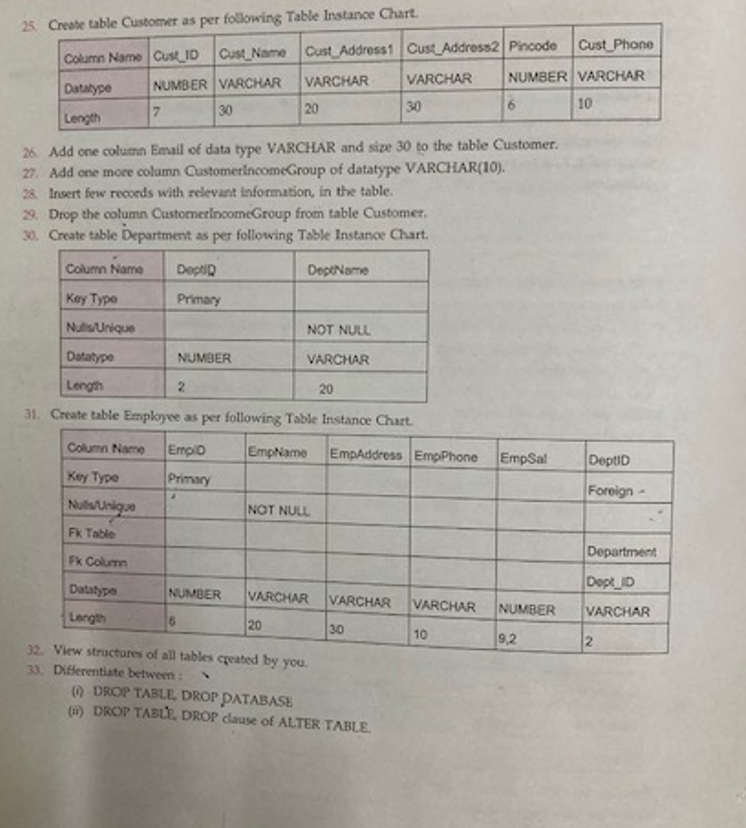 25. Create table Customer as per following Table Instance Chart.
Column Name Cust_ID Cust_Name Cust_Address1 Cust_Address2 Pincode Cust_Phone
Datatype NUMBER VARCHAR VARCHAR VARCHAR NUMBER VARCHAR
Length 7 30 20 30 6 10
26. Add one column Email of data type VARCHAR and size 30 to the table Customer.
27. Add one more column CustomerIncomeGroup of datatype VARCHAR(10).
28. Insert few records with relevant information, in the table.
29. Drop the column CustomerIncomeGroup from table Customer.
30. Create table Department as per following Table Instance Chart.
Column Name DeptID DeptName
Key Type Primary
Nulls/Unique NOT NULL
Datatype NUMBER VARCHAR
Length 2 20
31. Create table Employee as per following Table Instance Chart.
Column Name EmpID EmpName EmpAddress EmpPhone EmpSal DeptID
Key Type Primary Foreign
Nulls/Unique NOT NULL
Fk Table Department
Fk Column Dept_ID
Datatype NUMBER VARCHAR VARCHAR VARCHAR NUMBER VARCHAR
Length 6 20 30 10 9,2 2
32. View structures of all tables created by you.
33. Differentiate between :
(i) DROP TABLE, DROP DATABASE
(ii) DROP TABLE, DROP clause of ALTER TABLE.